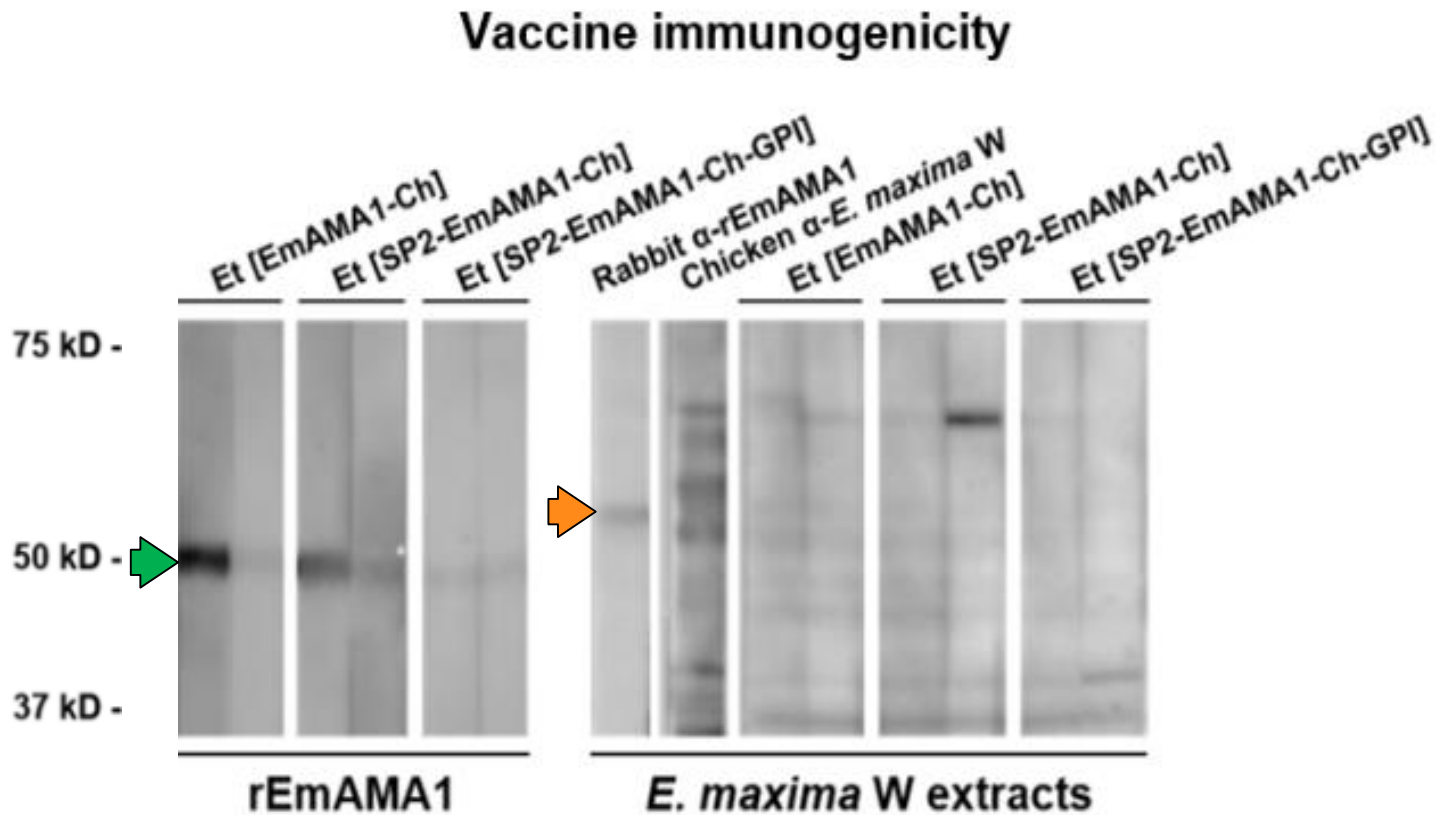 Vaccine immunogenicity
Et [EmAMA1-Ch]
Et [SP2-EmAMA1-Ch]
Et [SP2-EmAMA1-Ch-GPI]
Rabbit α-rEmAMA1
Chicken α-E. maxima W
Et [EmAMA1-Ch]
Et [SP2-EmAMA1-Ch]
Et [SP2-EmAMA1-Ch-GPI]
75 kD -
50 kD -
37 kD -
rEmAMA1
E. maxima W extracts